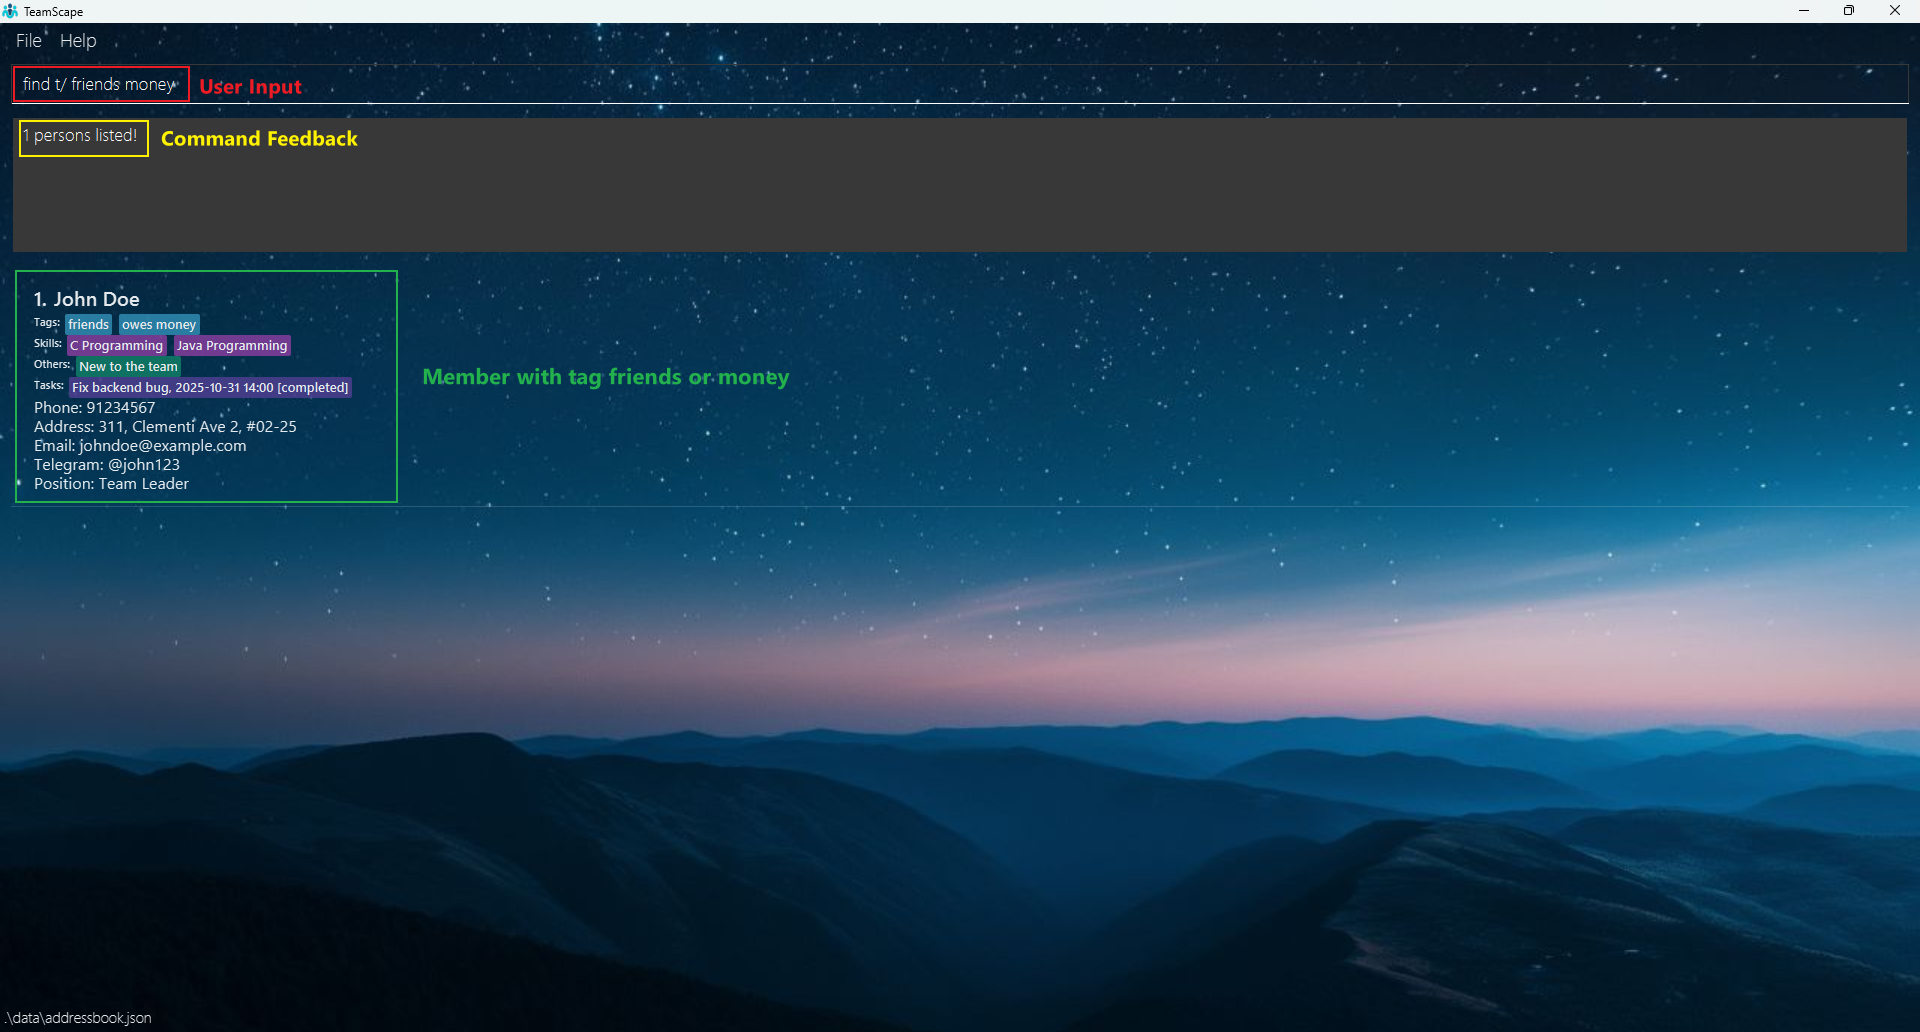 TeamScape
File Help
find t/ friends money User Input
1 persons listed! Command Feedback
1. John Doe
Tags: friends owes money
Skills: C Programming Java Programming
Others: New to the team
Tasks: Fix backend bug, 2025-10-31 14:00 [completed]
Member with tag friends or money
Phone: 91234567
Address: 311, Clementi Ave 2, #02-25
Email: johndoe@example.com
Telegram: @john123
Position: Team Leader
.\data\addressbook.json